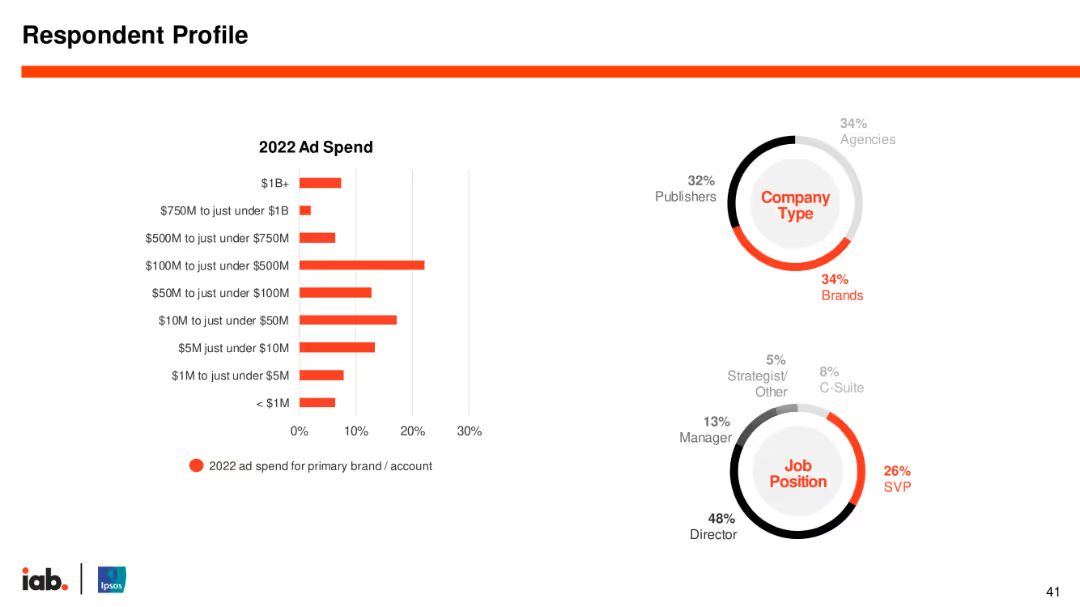 Respondent Profile
2022 Ad Spend
$1B+
$750M to just under $1B
$500M to just under $750M
$100M to just under $500M
$50M to just under $100M
$10M to just under $50M
$5M just under $10M
$1M to just under $5M
< $1M
0% 10% 20% 30%
2022 ad spend for primary brand / account
34%
Agencies
32%
Publishers
Company
Type
34%
Brands
5%
Strategist/
Other
8%
C-Suite
13%
Manager
Job
Position
26%
SVP
48%
Director
iab.
Ipsos
41